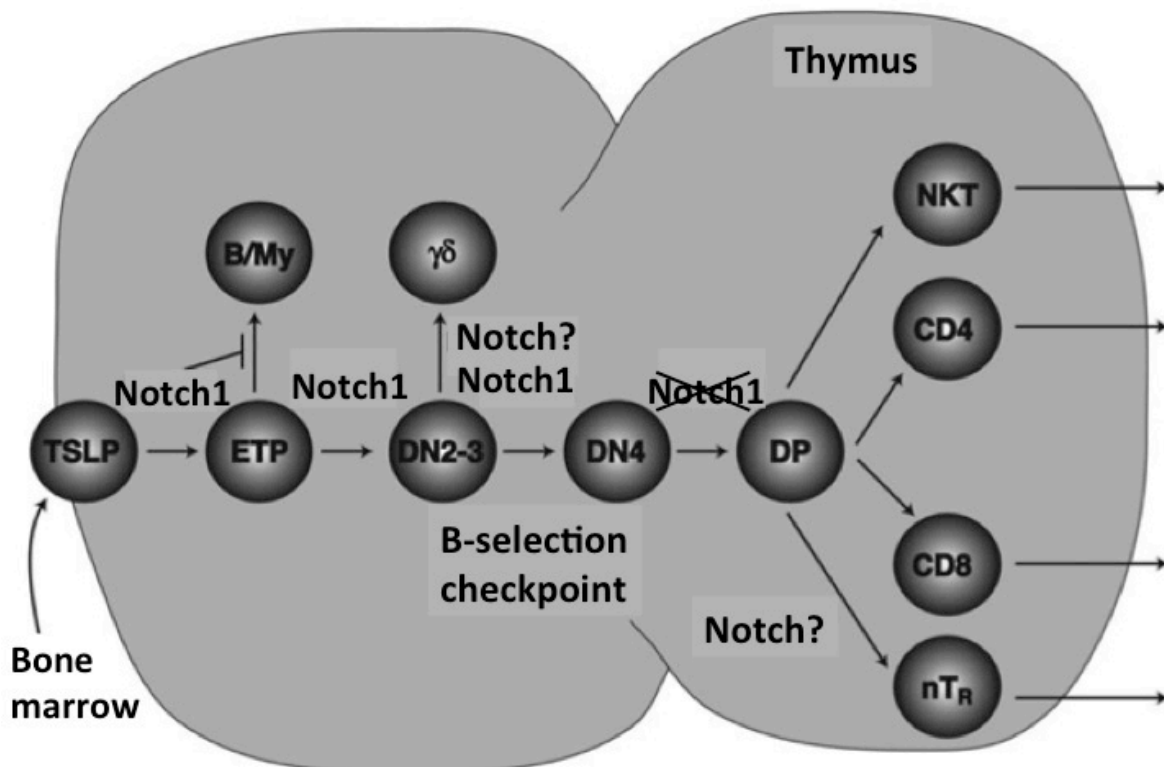 Thymus
NKT
B/My
γδ
CD4
Notch?
Notch1
Notch1
Notch1
Notch1
TSLP
ETP
DN2-3
DN4
DP
B-selection
checkpoint
CD8
Notch?
Bone
marrow
nTR